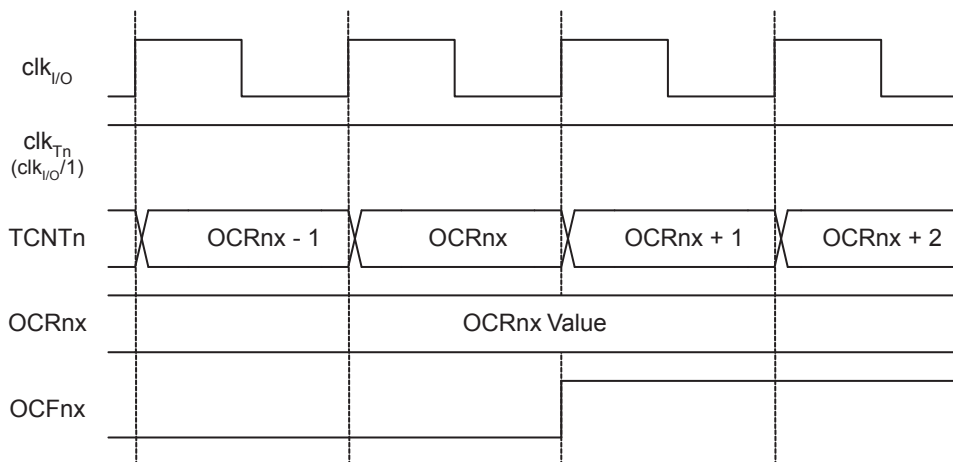 clkI/O
clkTn
(clkI/O/1)
TCNTn OCRnx - 1 OCRnx OCRnx + 1 OCRnx + 2
OCRnx OCRnx Value
OCFnx